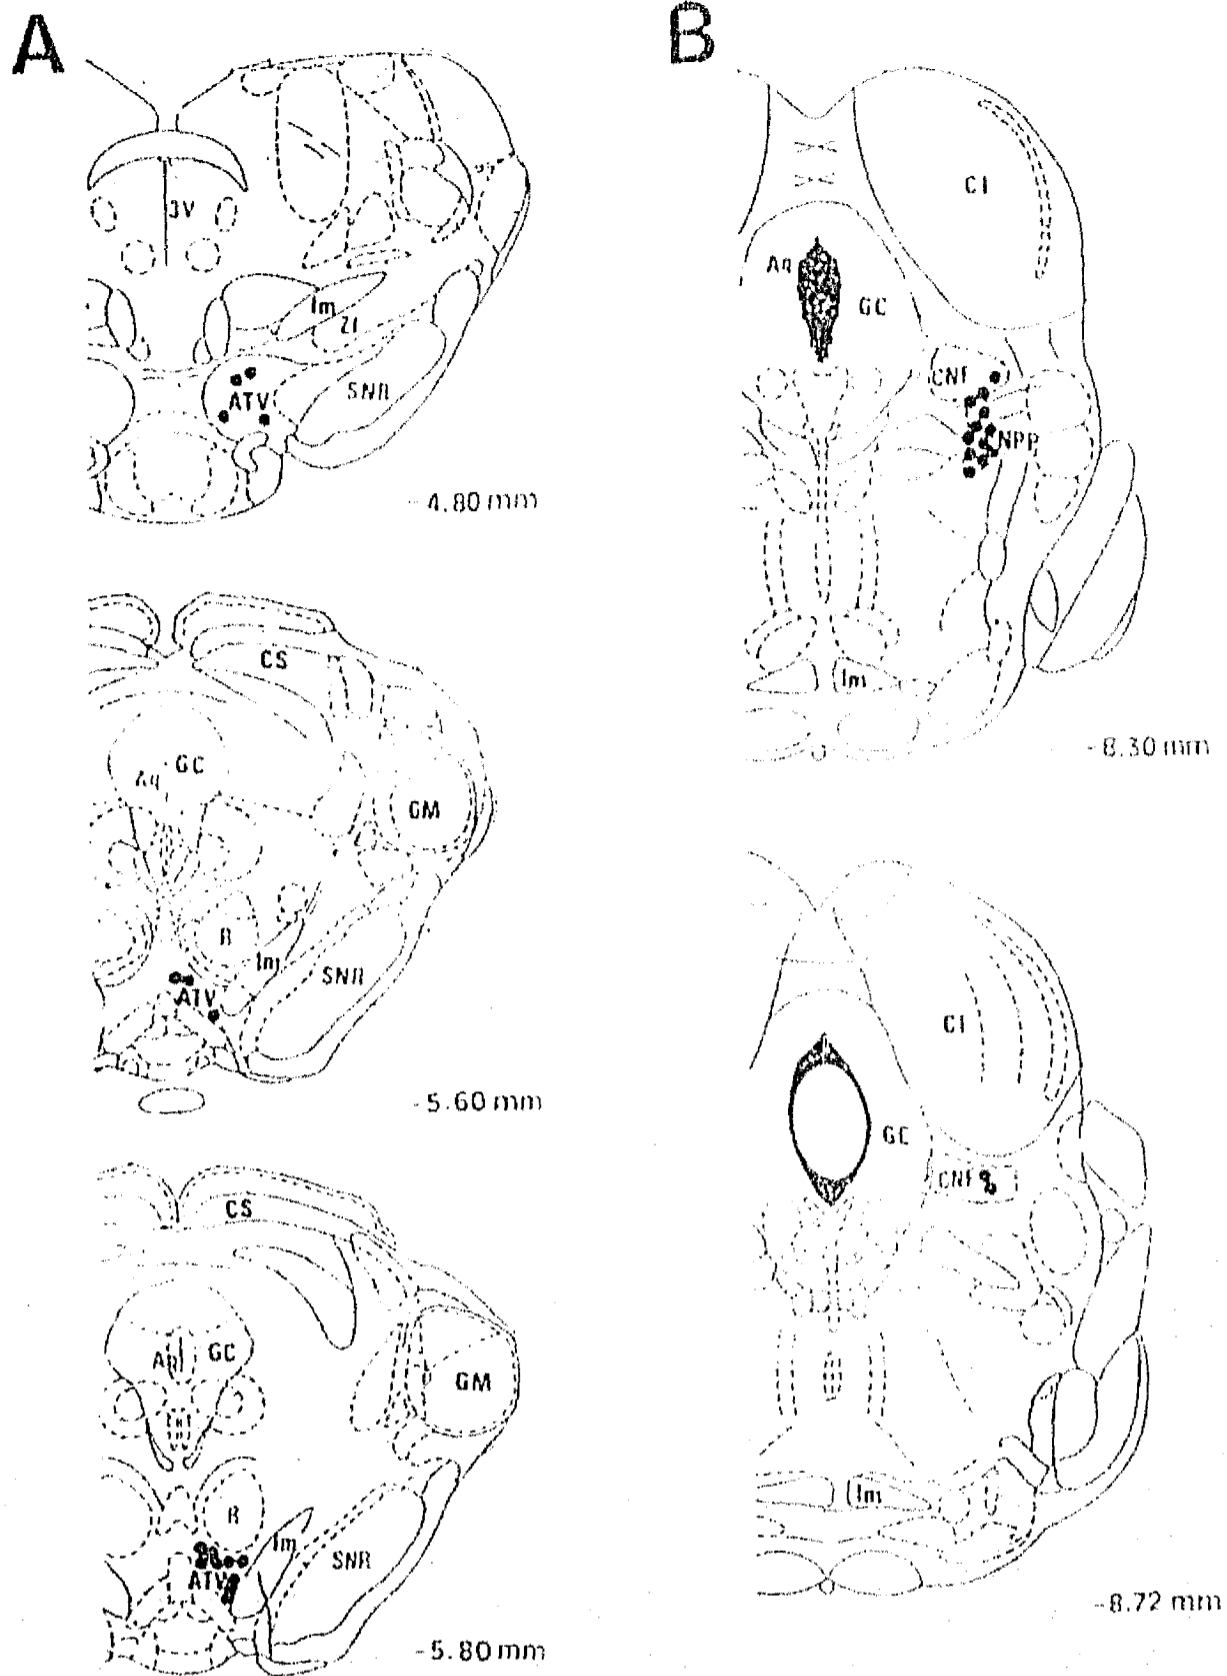 A
3V
lm
ZI
ATV
SNR
-4.80 mm
CS
Aq GC
GM
R
lm
SNR
ATV
-5.60 mm
CS
Aq GC
GM
R
lm
SNR
ATV
-5.80 mm
B
CI
Aq
GC
CNF
NPP
lm
-8.30 mm
CI
GC
CNF
lm
-8.72 mm